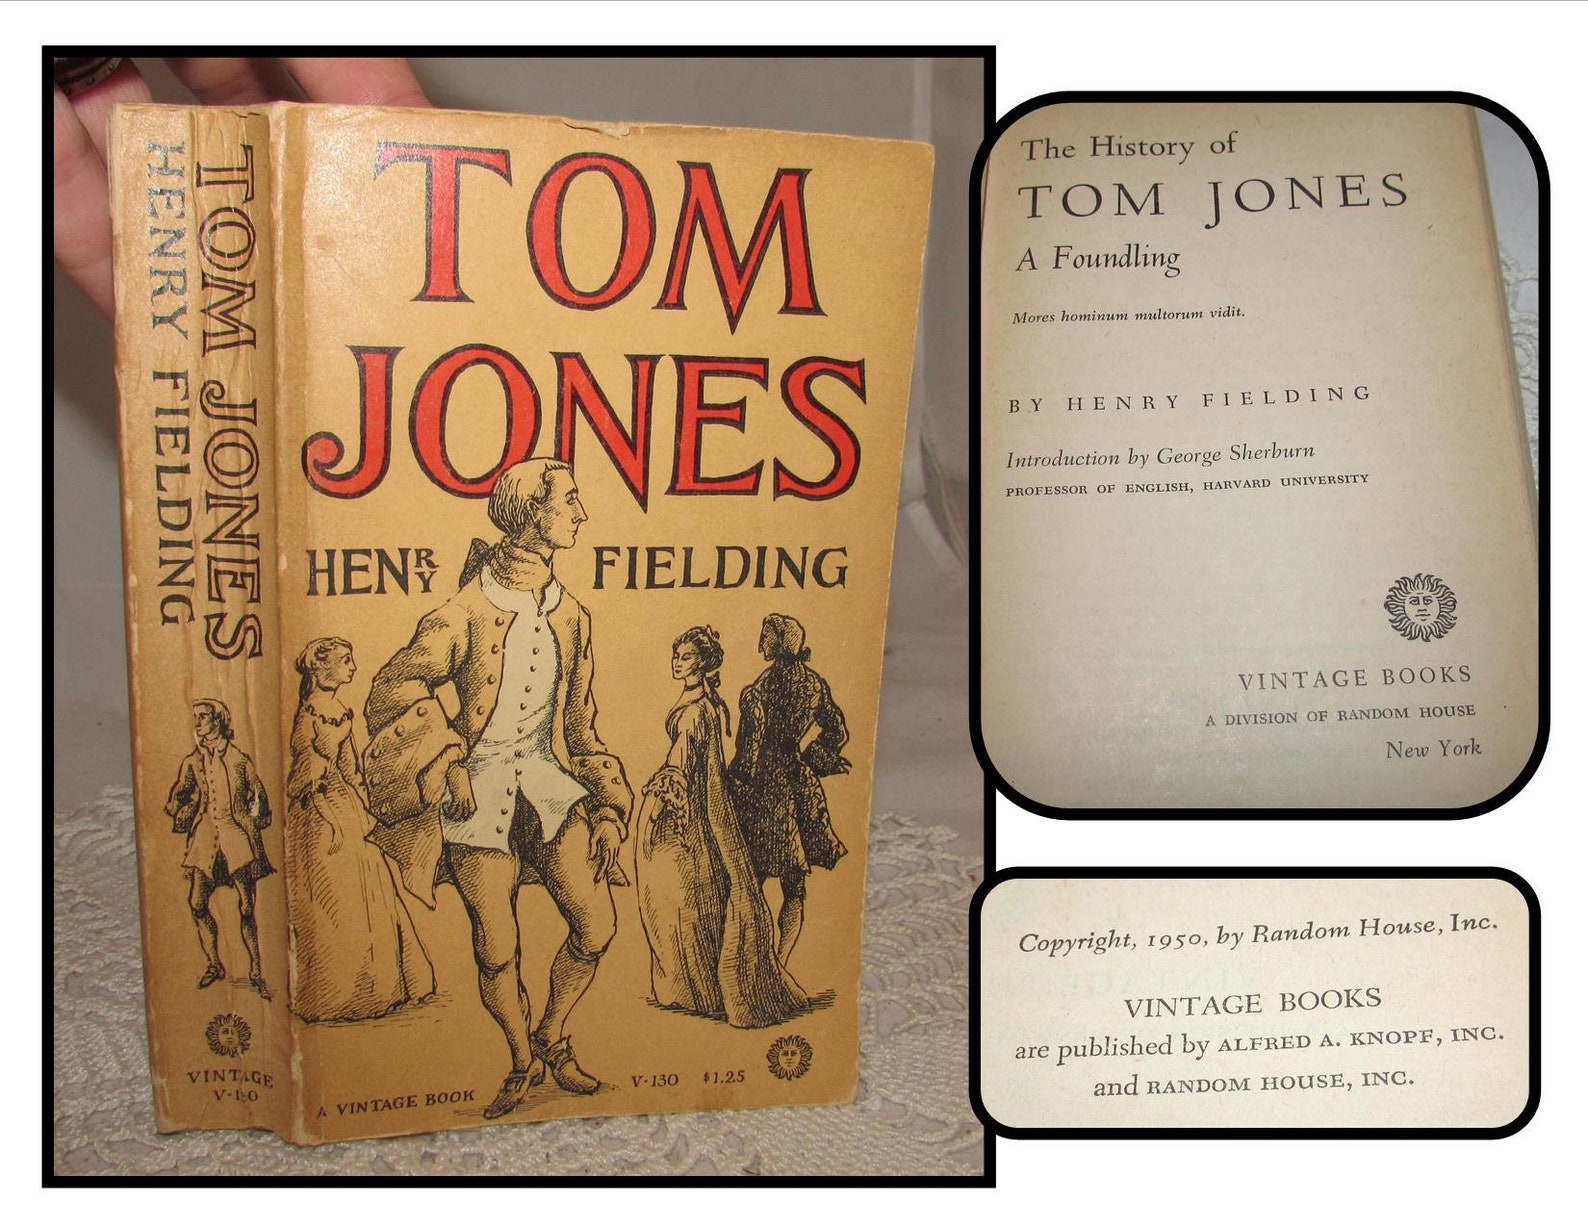 TOM JONES
HENRY FIELDING
VINTAGE
TOM
JONES
HENRY FIELDING
A VINTAGE BOOK
V-130 $1.25
The History of
TOM JONES
A Foundling
Mores hominum multorum vidit.
BY HENRY FIELDING
Introduction by George Sherburn
PROFESSOR OF ENGLISH, HARVARD UNIVERSITY
VINTAGE BOOKS
A DIVISION OF RANDOM HOUSE
New York
Copyright, 1950, by Random House, Inc.
VINTAGE BOOKS
are published by ALFRED A. KNOPF, INC.
and RANDOM HOUSE, INC.